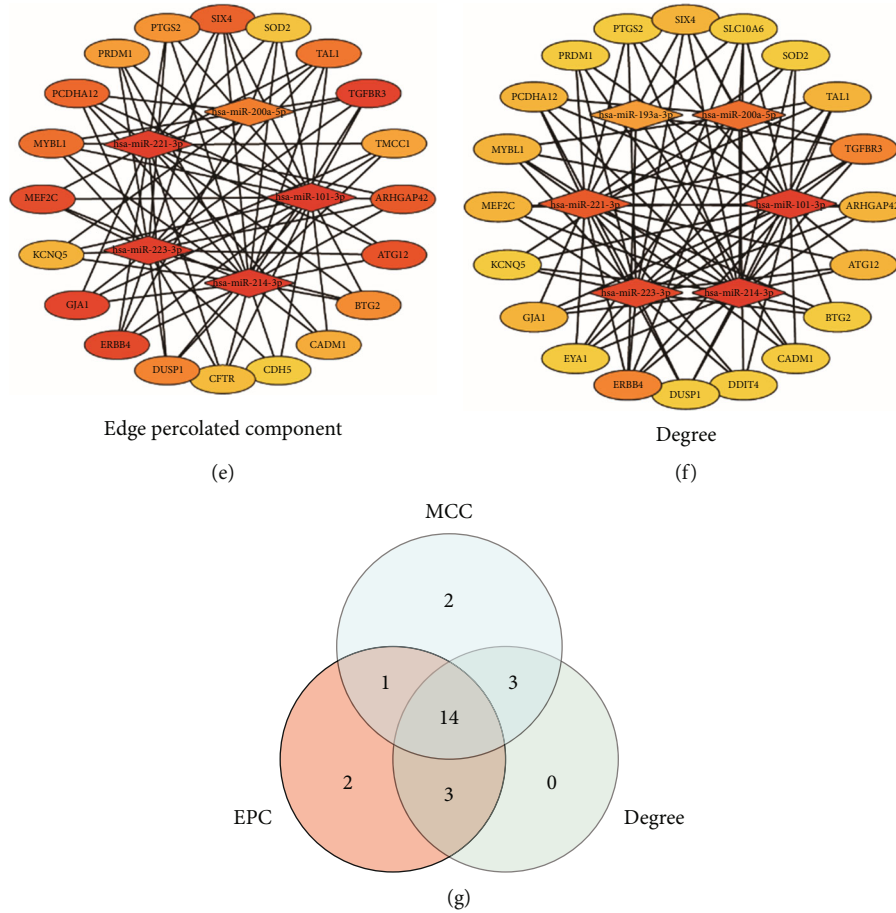 SIX4
PTGS2
SOD2
PRDM1
TAL1
PCDHA12
TGFBR3
hsa-miR-200a-5p
MYBL1
hsa-miR-221-3p
TMCC1
MEF2C
hsa-miR-101-3p
ARHGAP42
KCNQ5
hsa-miR-223-3p
ATG12
GJA1
hsa-miR-214-3p
BTG2
ERBB4
CADM1
DUSP1
CFTR
CDH5
Edge percolated component
(e)
SIX4
PTGS2
SLC10A6
PRDM1
SOD2
PCDHA12
TAL1
hsa-miR-193a-3p
hsa-miR-200a-5p
MYBL1
TGFBR3
MEF2C
hsa-miR-221-3p
hsa-miR-101-3p
ARHGAP42
KCNQ5
ATG12
hsa-miR-223-3p
hsa-miR-214-3p
GJA1
BTG2
EYA1
CADM1
ERBB4
DDIT4
DUSP1
Degree
(f)
MCC
2
1
3
14
2
3
0
EPC
Degree
(g)